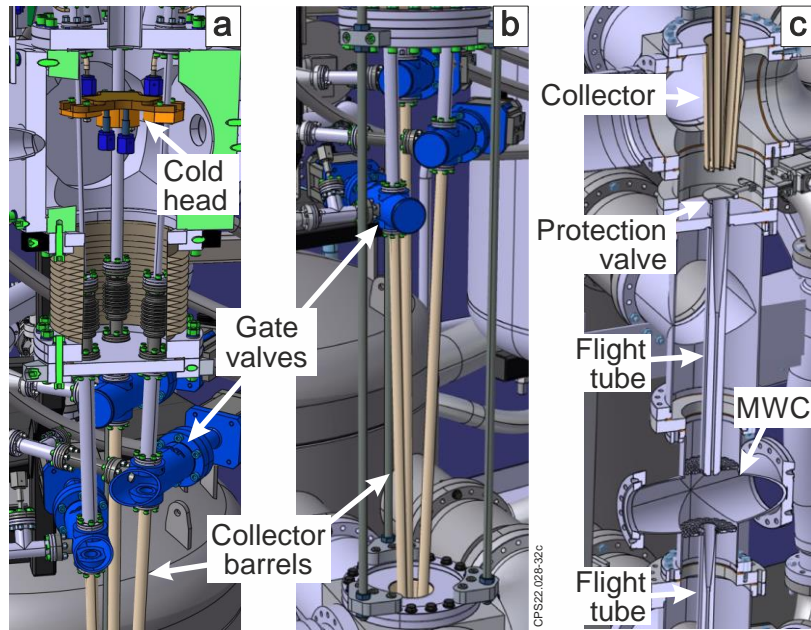 a
Cold
head
Gate
valves
Collector
barrels
b
CPS22.028-32c
c
Collector
Protection
valve
Flight
tube
MWC
Flight
tube